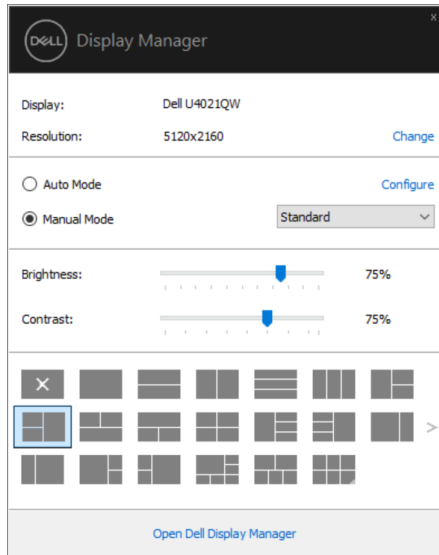 x
DELL Display Manager
Display: Dell U4021QW
Resolution: 5120x2160 Change
Auto Mode Configure
Manual Mode Standard
Brightness: 75%
Contrast: 75%
Open Dell Display Manager